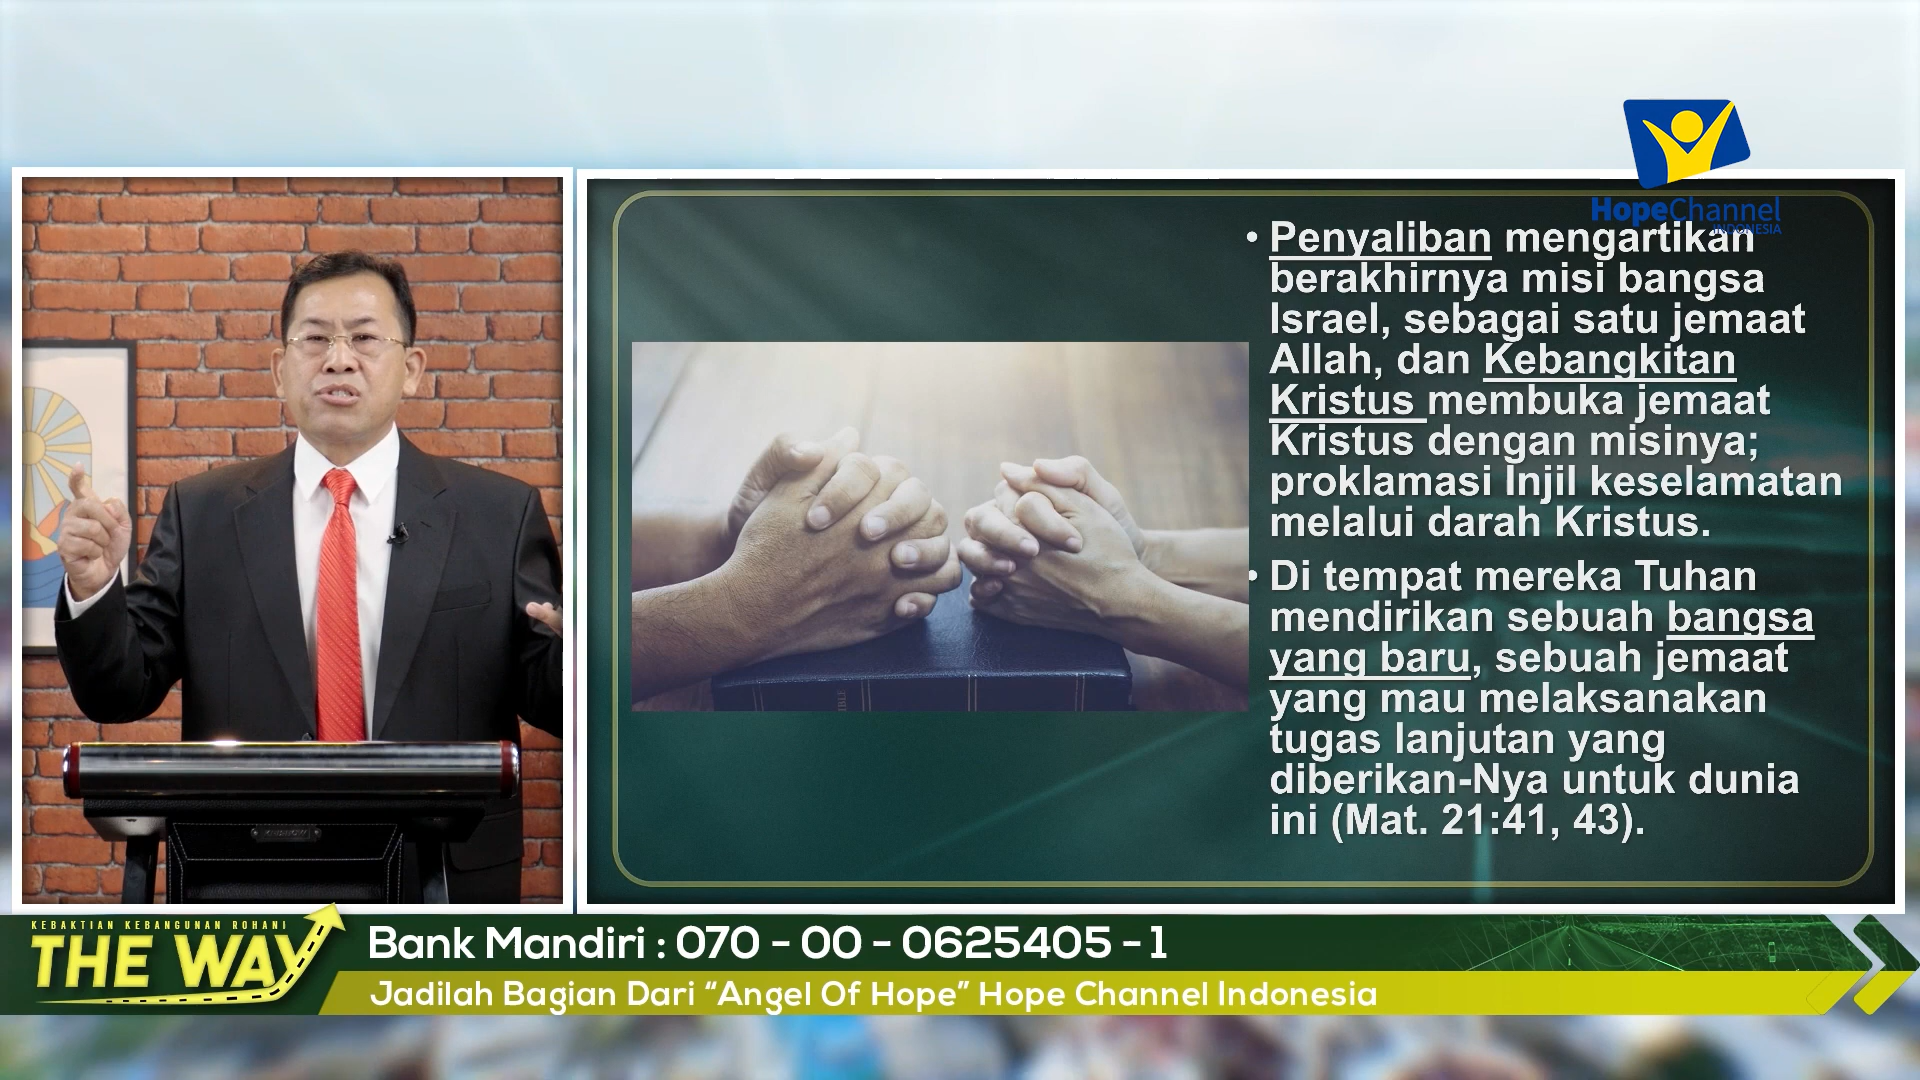 HopeChannel
INDONESIA
• Penyaliban mengartikan
berakhirnya misi bangsa
Israel, sebagai satu jemaat
Allah, dan Kebangkitan
Kristus membuka jemaat
Kristus dengan misinya;
proklamasi Injil keselamatan
melalui darah Kristus.
• Di tempat mereka Tuhan
mendirikan sebuah bangsa
yang baru, sebuah jemaat
yang mau melaksanakan
tugas lanjutan yang
diberikan-Nya untuk dunia
ini (Mat. 21:41, 43).
BIBLE
KEBAKTIAN KEBANGUNAN ROHANI
THE WAY
Bank Mandiri : 070 - 00 - 0625405 - 1
Jadilah Bagian Dari “Angel Of Hope” Hope Channel Indonesia